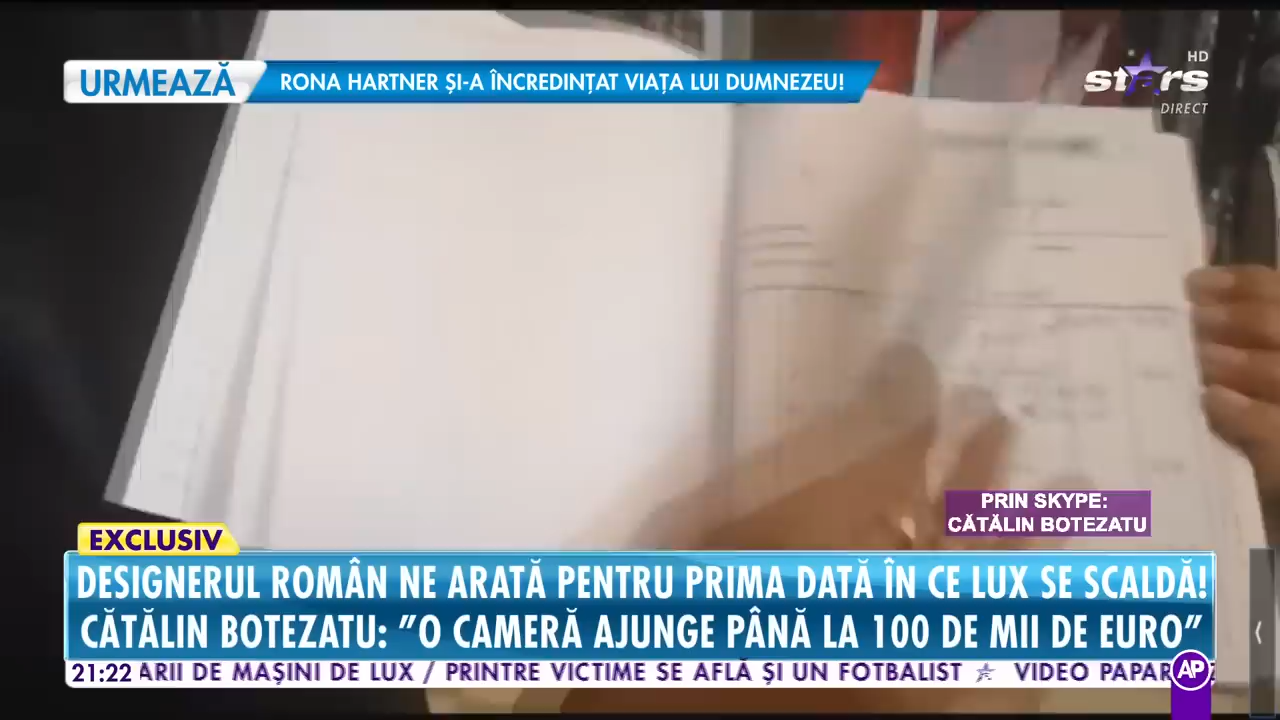 URMEAZĂ
RONA HARTNER ȘI-A ÎNCREDINȚAT VIAȚA LUI DUMNEZEU!
HD
stars
DIRECT
PRIN SKYPE:
CĂTĂLIN BOTEZATU
EXCLUSIV
DESIGNERUL ROMÂN NE ARATĂ PENTRU PRIMA DATĂ ÎN CE LUX SE SCALDĂ!
CĂTĂLIN BOTEZATU: ”O CAMERĂ AJUNGE PÂNĂ LA 100 DE MII DE EURO”
21:22 ĂRII DE MAȘINI DE LUX / PRINTRE VICTIME SE AFLĂ ȘI UN FOTBALIST VIDEO PAPAR
AP